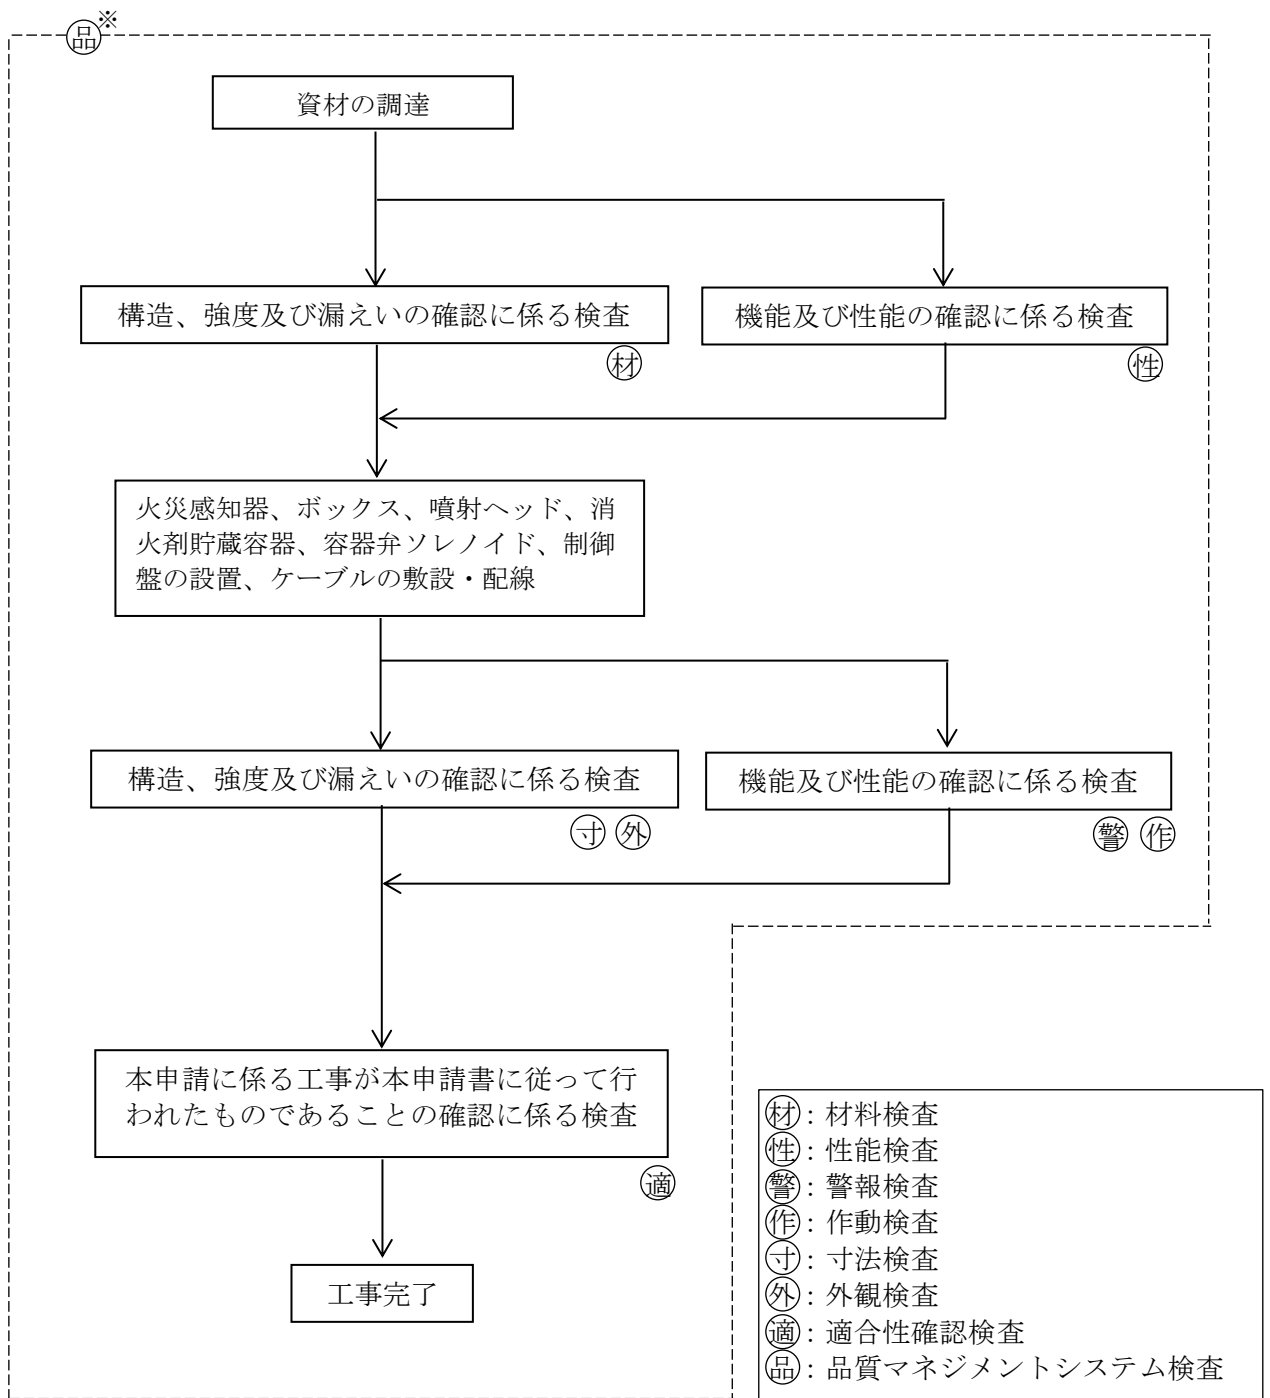 ㊟※
資材の調達
構造、強度及び漏えいの確認に係る検査
機能及び性能の確認に係る検査
材
性
火災感知器、ボックス、噴射ヘッド、消
火剤貯蔵容器、容器弁ソレノイド、制御
盤の設置、ケーブルの敷設・配線
構造、強度及び漏えいの確認に係る検査
機能及び性能の確認に係る検査
寸 外
警 作
本申請に係る工事が本申請書に従って行
われたものであることの確認に係る検査
適
工事完了
材：材料検査
性：性能検査
警：警報検査
作：作動検査
寸：寸法検査
外：外観検査
適：適合性確認検査
品：品質マネジメントシステム検査